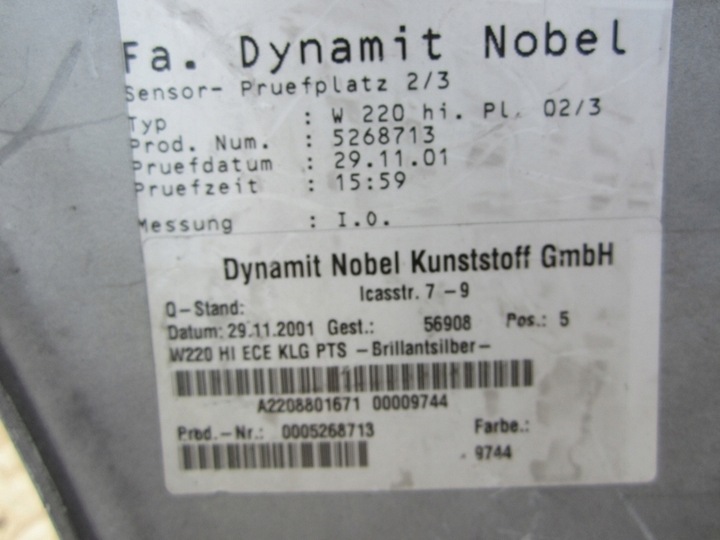 Fa. Dynamit Nobel
Sensor- Pruefplatz 2/3
Typ : W 220 hi. Pl. 02/3
Prod. Num. : 5268713
Pruefdatum : 29.11.01
Pruefzeit : 15:59
Messung : I.O.
Dynamit Nobel Kunststoff GmbH
Icasstr. 7-9
Q-Stand:
Datum: 29.11.2001 Gest.: 56908 Pos.: 5
W220 HI ECE KLG PTS -Brillantsilber-
A2208801671 00009744
Prod.-Nr.: 0005268713 Farbe.:
9744